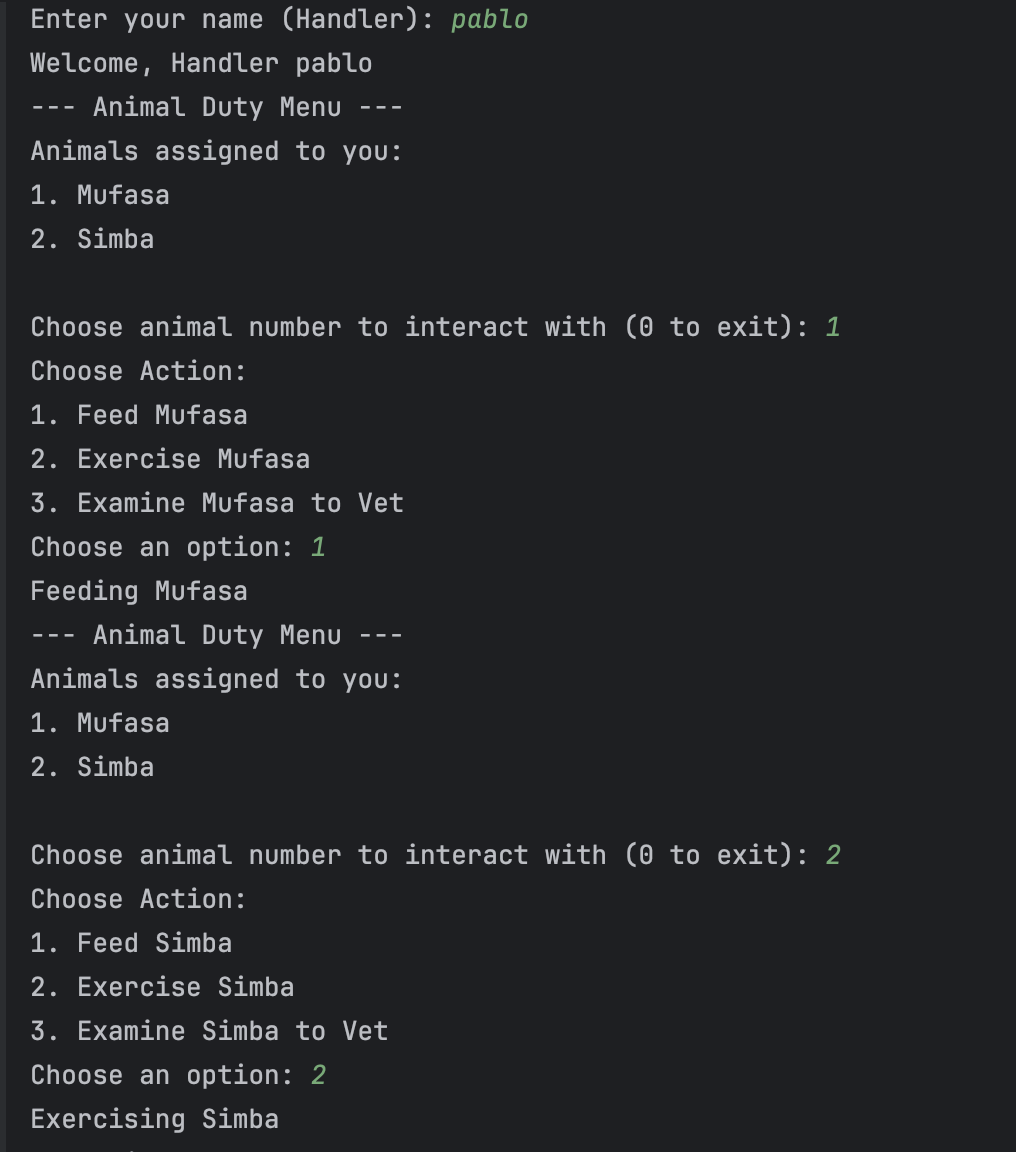 Enter your name (Handler): pablo
Welcome, Handler pablo
--- Animal Duty Menu ---
Animals assigned to you:
1. Mufasa
2. Simba

Choose animal number to interact with (0 to exit): 1
Choose Action:
1. Feed Mufasa
2. Exercise Mufasa
3. Examine Mufasa to Vet
Choose an option: 1
Feeding Mufasa
--- Animal Duty Menu ---
Animals assigned to you:
1. Mufasa
2. Simba

Choose animal number to interact with (0 to exit): 2
Choose Action:
1. Feed Simba
2. Exercise Simba
3. Examine Simba to Vet
Choose an option: 2
Exercising Simba